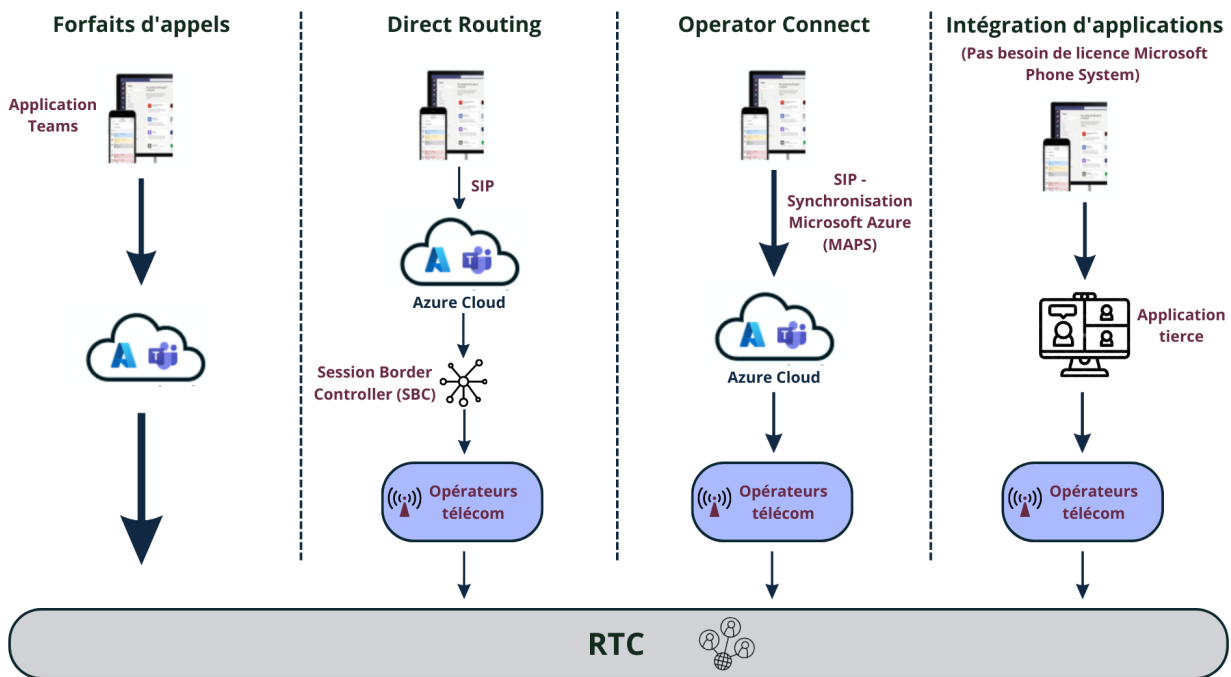 Forfaits d'appels
Application
Teams
Direct Routing
SIP
Azure Cloud
Session Border
Controller (SBC)
Opérateurs
télécom
Operator Connect
SIP -
Synchronisation
Microsoft Azure
(MAPS)
Azure Cloud
Opérateurs
télécom
Intégration d'applications
(Pas besoin de licence Microsoft
Phone System)
Application
tierce
Opérateurs
télécom
RTC